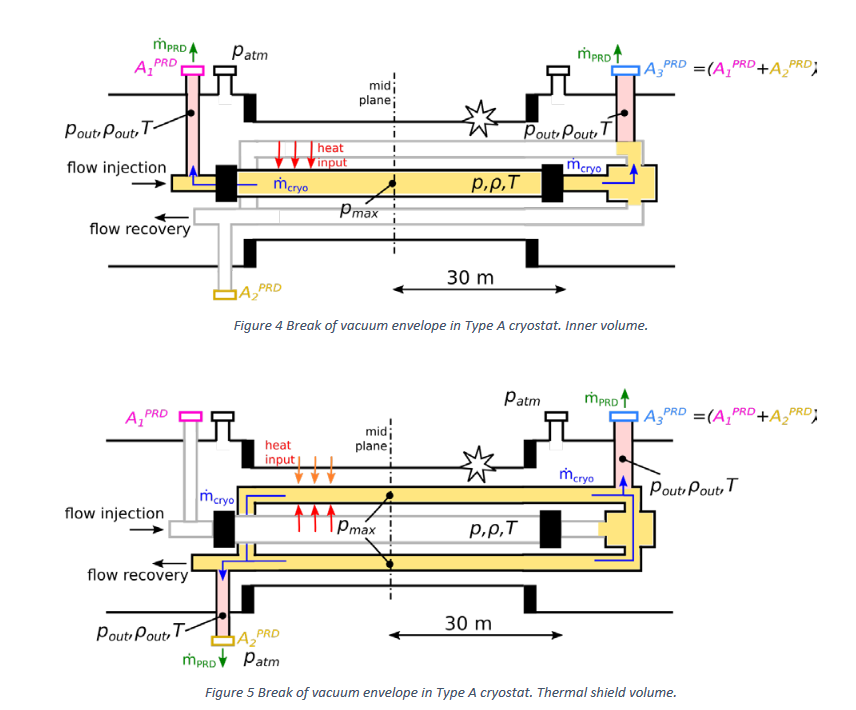 ṁPRD
A₁ᴾᴿᴰ
patm
mid
plane
ṁPRD
A₃ᴾᴿᴰ =(A₁ᴾᴿᴰ+A₂ᴾᴿᴰ)
pout,ρout,T
pout,ρout,T
heat
input
flow injection
ṁcryo
ṁcryo
p,ρ,T
pmax
flow recovery
30 m
A₂ᴾᴿᴰ
Figure 4 Break of vacuum envelope in Type A cryostat. Inner volume.
A₁ᴾᴿᴰ
patm
ṁPRD
A₃ᴾᴿᴰ =(A₁ᴾᴿᴰ+A₂ᴾᴿᴰ)
mid
plane
heat
input
ṁcryo
ṁcryo
pout,ρout,T
flow injection
pmax
p,ρ,T
flow recovery
30 m
pout,ρout,T
A₂ᴾᴿᴰ
ṁPRD
patm
Figure 5 Break of vacuum envelope in Type A cryostat. Thermal shield volume.